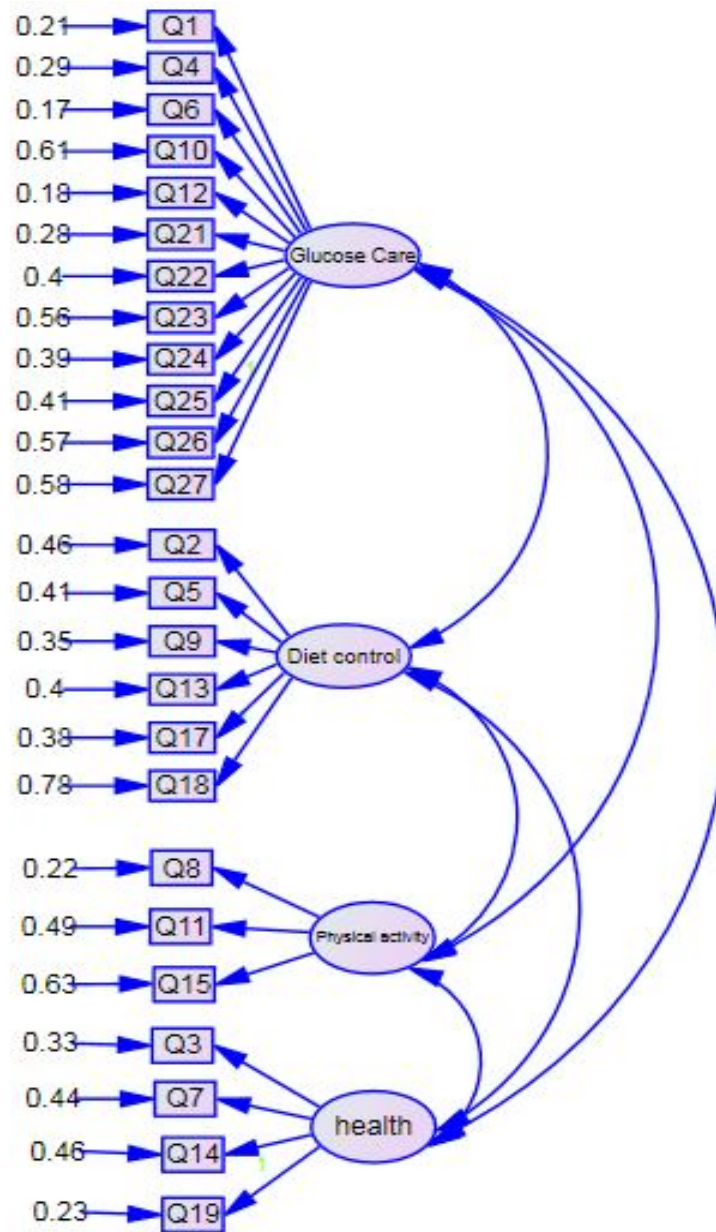 0.21 Q1
0.29 Q4
0.17 Q6
0.61 Q10
0.18 Q12
0.28 Q21
0.4 Q22
0.56 Q23
0.39 Q24
0.41 Q25
0.57 Q26
0.58 Q27
Glucose Care
1
0.46 Q2
0.41 Q5
0.35 Q9
0.4 Q13
0.38 Q17
0.78 Q18
Diet control
0.22 Q8
0.49 Q11
0.63 Q15
Physical activity
0.33 Q3
0.44 Q7
0.46 Q14
0.23 Q19
health
1